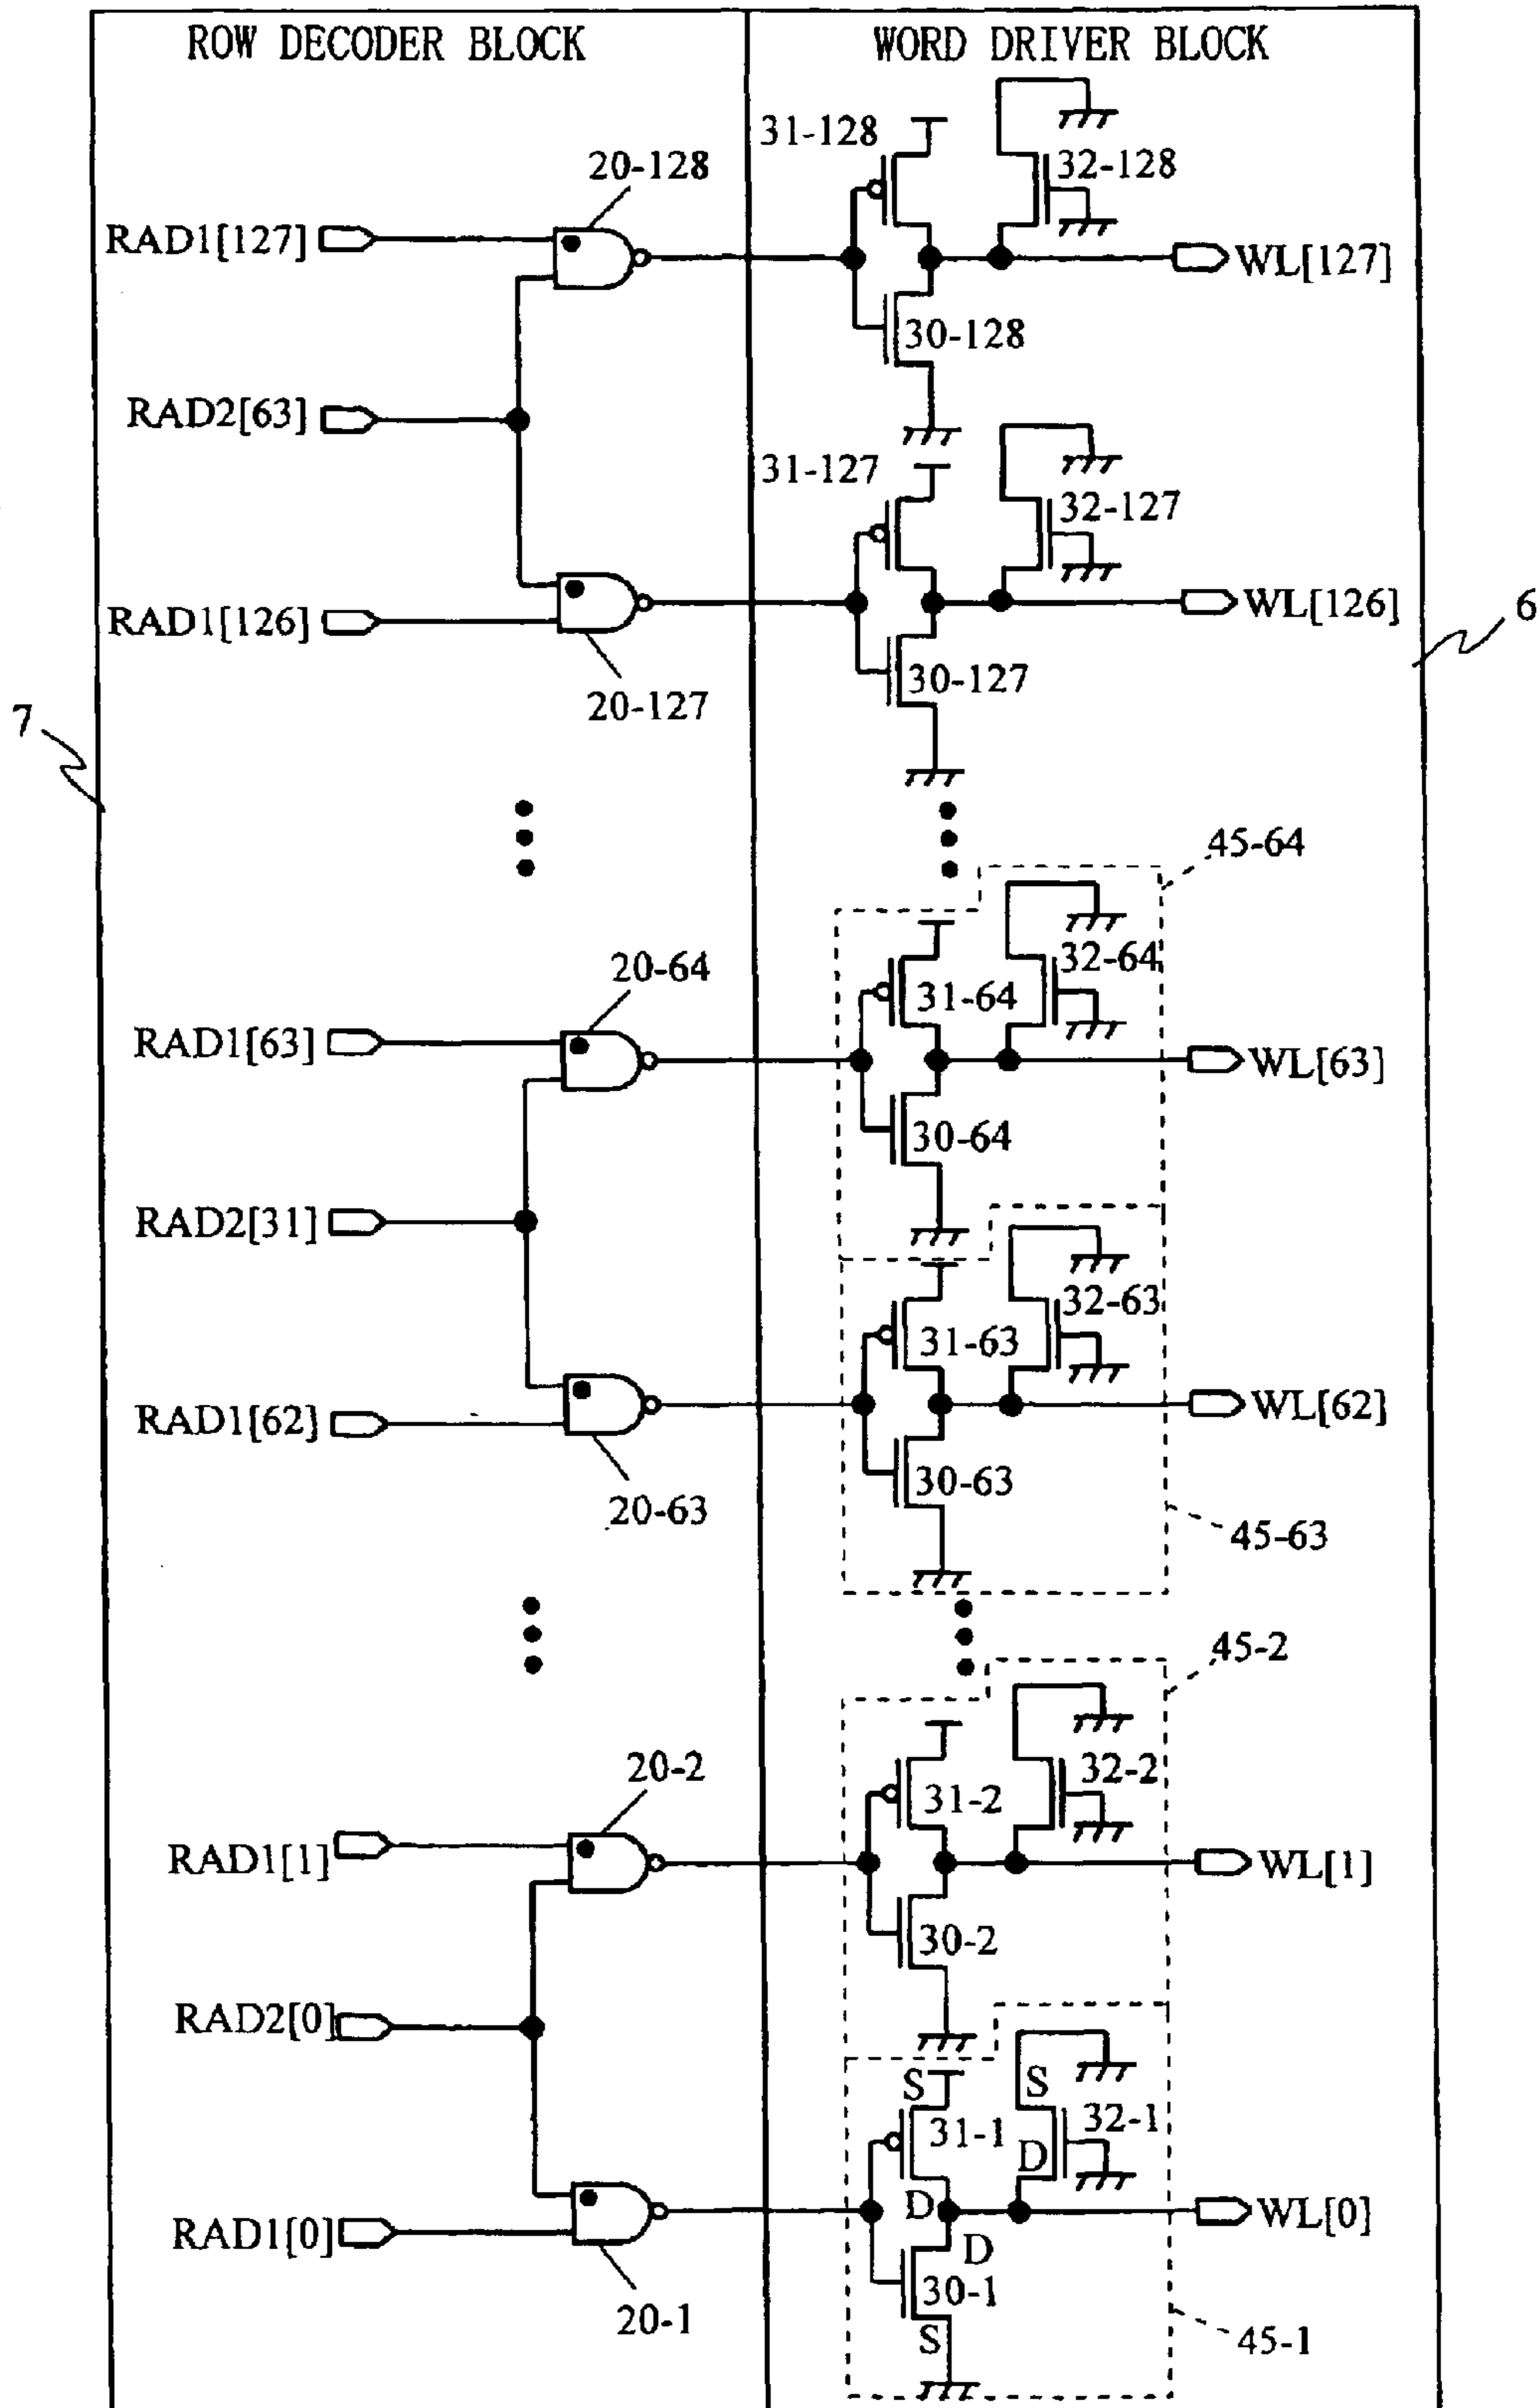 ROW DECODER BLOCK
WORD DRIVER BLOCK
31-128
20-128
32-128
RAD1[127]
WL[127]
30-128
RAD2[63]
31-127
32-127
RAD1[126]
WL[126]
6
30-127
20-127
7
45-64
20-64
32-64
31-64
RAD1[63]
WL[63]
30-64
RAD2[31]
32-63
31-63
RAD1[62]
WL[62]
30-63
20-63
45-63
45-2
20-2
32-2
31-2
RAD1[1]
WL[1]
30-2
RAD2[0]
S
S
32-1
31-1
D
D
RAD1[0]
WL[0]
D
30-1
20-1
S
45-1